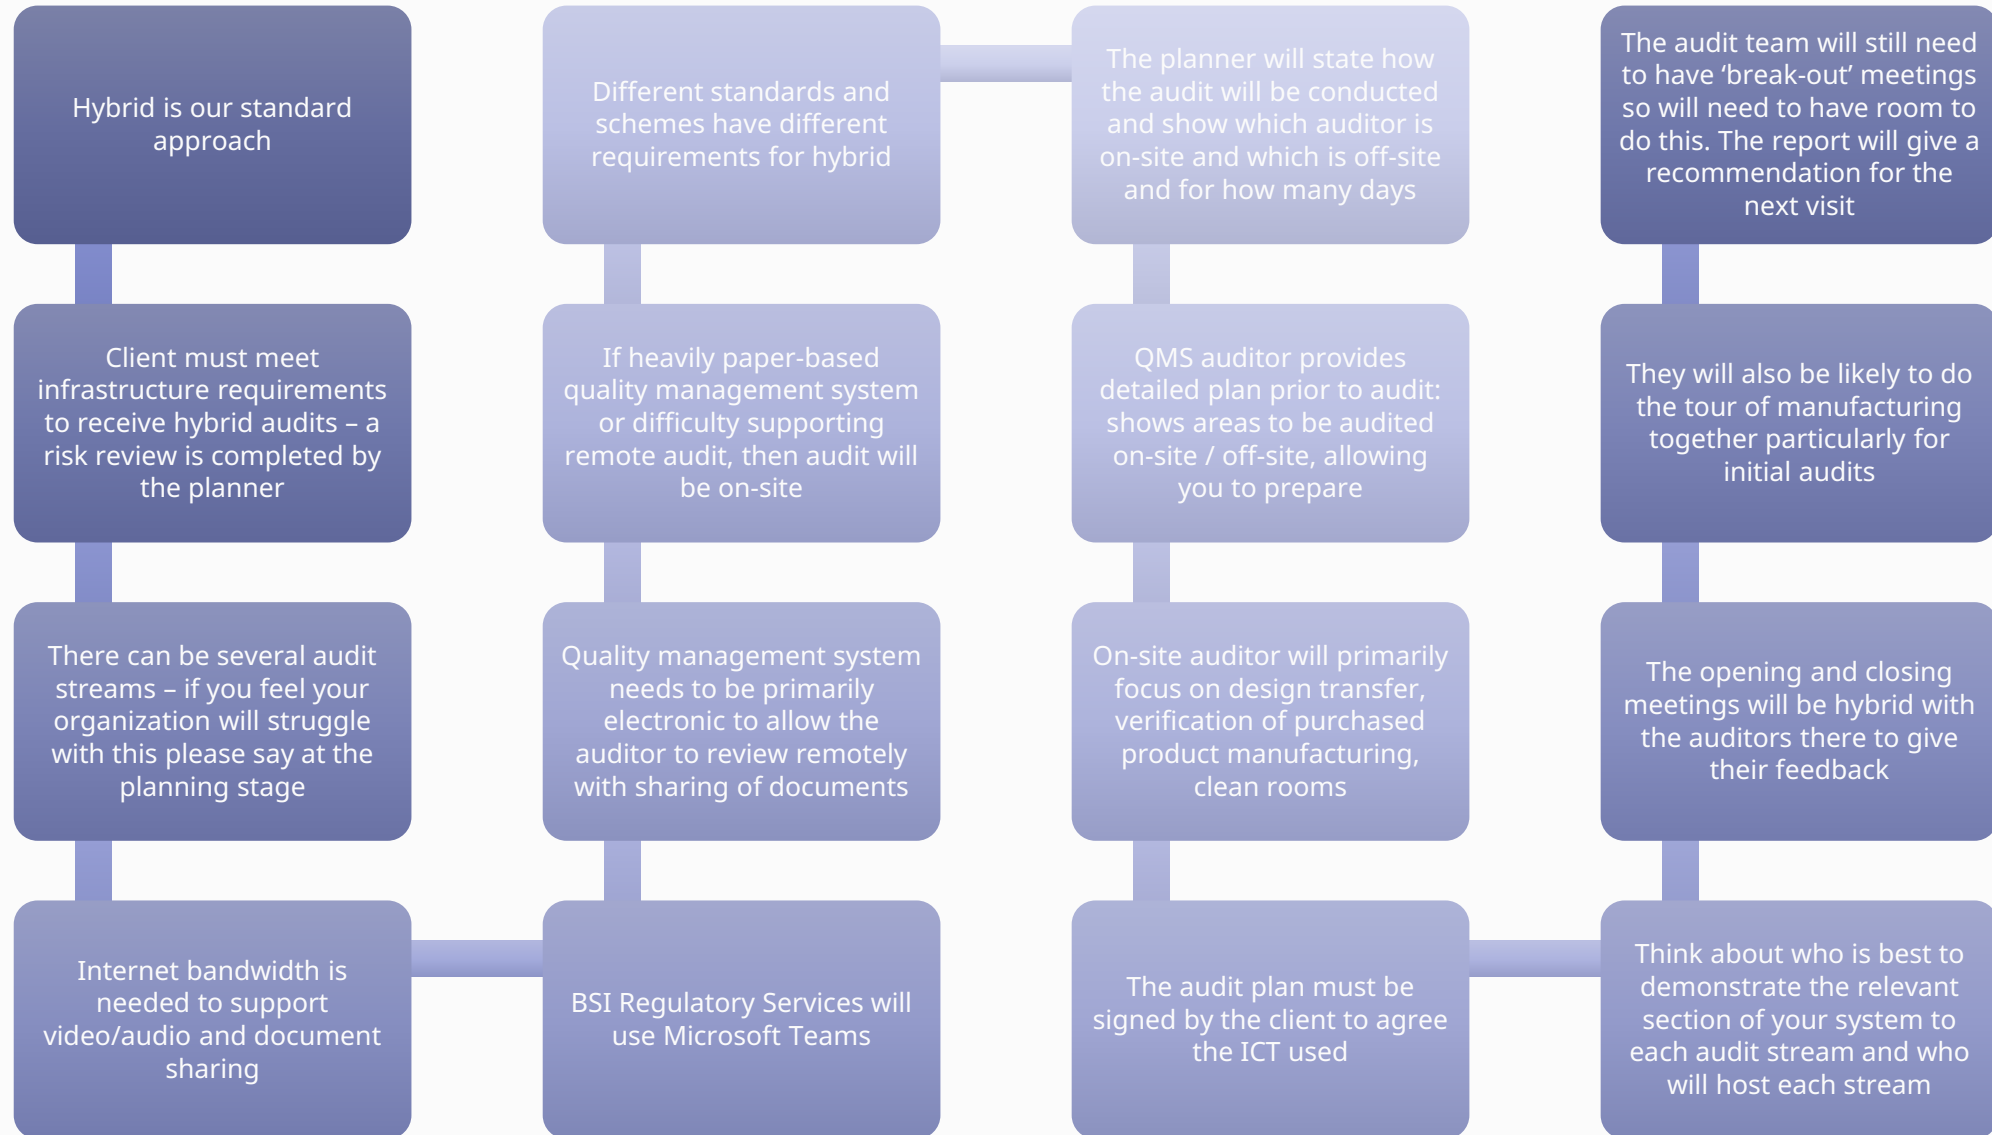 Hybrid is our standard
approach
Client must meet
infrastructure requirements
to receive hybrid audits – a
risk review is completed by
the planner
There can be several audit
streams – if you feel your
organization will struggle
with this please say at the
planning stage
Internet bandwidth is
needed to support
video/audio and document
sharing
BSI Regulatory Services will
use Microsoft Teams
Quality management system
needs to be primarily
electronic to allow the
auditor to review remotely
with sharing of documents
If heavily paper-based
quality management system
or difficulty supporting
remote audit, then audit will
be on-site
Different standards and
schemes have different
requirements for hybrid
The planner will state how
the audit will be conducted
and show which auditor is
on-site and which is off-site
and for how many days
QMS auditor provides
detailed plan prior to audit:
shows areas to be audited
on-site / off-site, allowing
you to prepare
On-site auditor will primarily
focus on design transfer,
verification of purchased
product manufacturing,
clean rooms
The audit plan must be
signed by the client to agree
the ICT used
Think about who is best to
demonstrate the relevant
section of your system to
each audit stream and who
will host each stream
The opening and closing
meetings will be hybrid with
the auditors there to give
their feedback
They will also be likely to do
the tour of manufacturing
together particularly for
initial audits
The audit team will still need
to have ‘break-out’ meetings
so will need to have room to
do this. The report will give a
recommendation for the
next visit